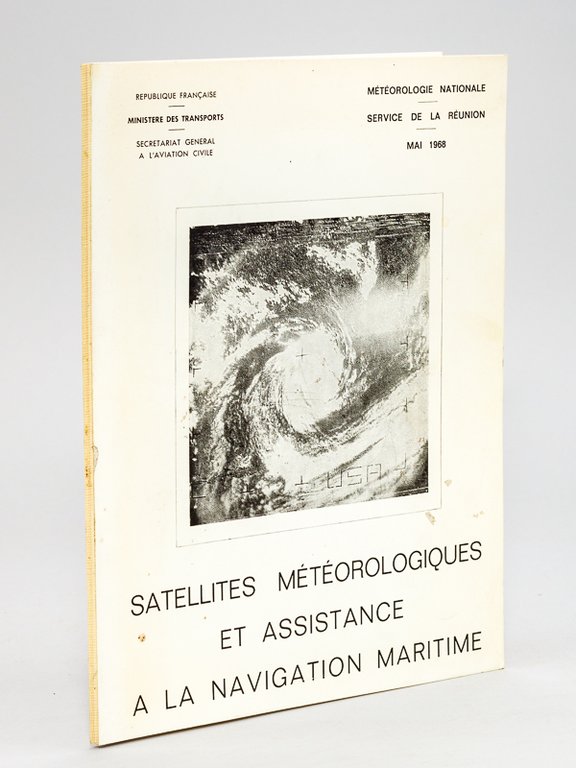 REPUBLIQUE FRANÇAISE
MINISTERE DES TRANSPORTS
SECRETARIAT GENERAL
A L'AVIATION CIVILE
MÉTÉOROLOGIE NATIONALE
SERVICE DE LA RÉUNION
MAI 1968
USA
SATELLITES MÉTÉOROLOGIQUES
ET ASSISTANCE
A LA NAVIGATION MARITIME